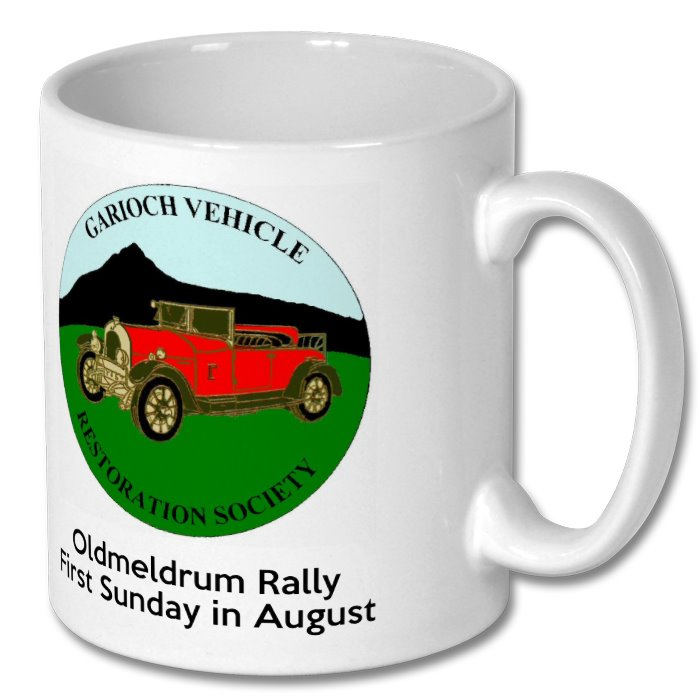 GARIOCH VEHICLE
RESTORATION SOCIETY
Oldmeldrum Rally
First Sunday in August